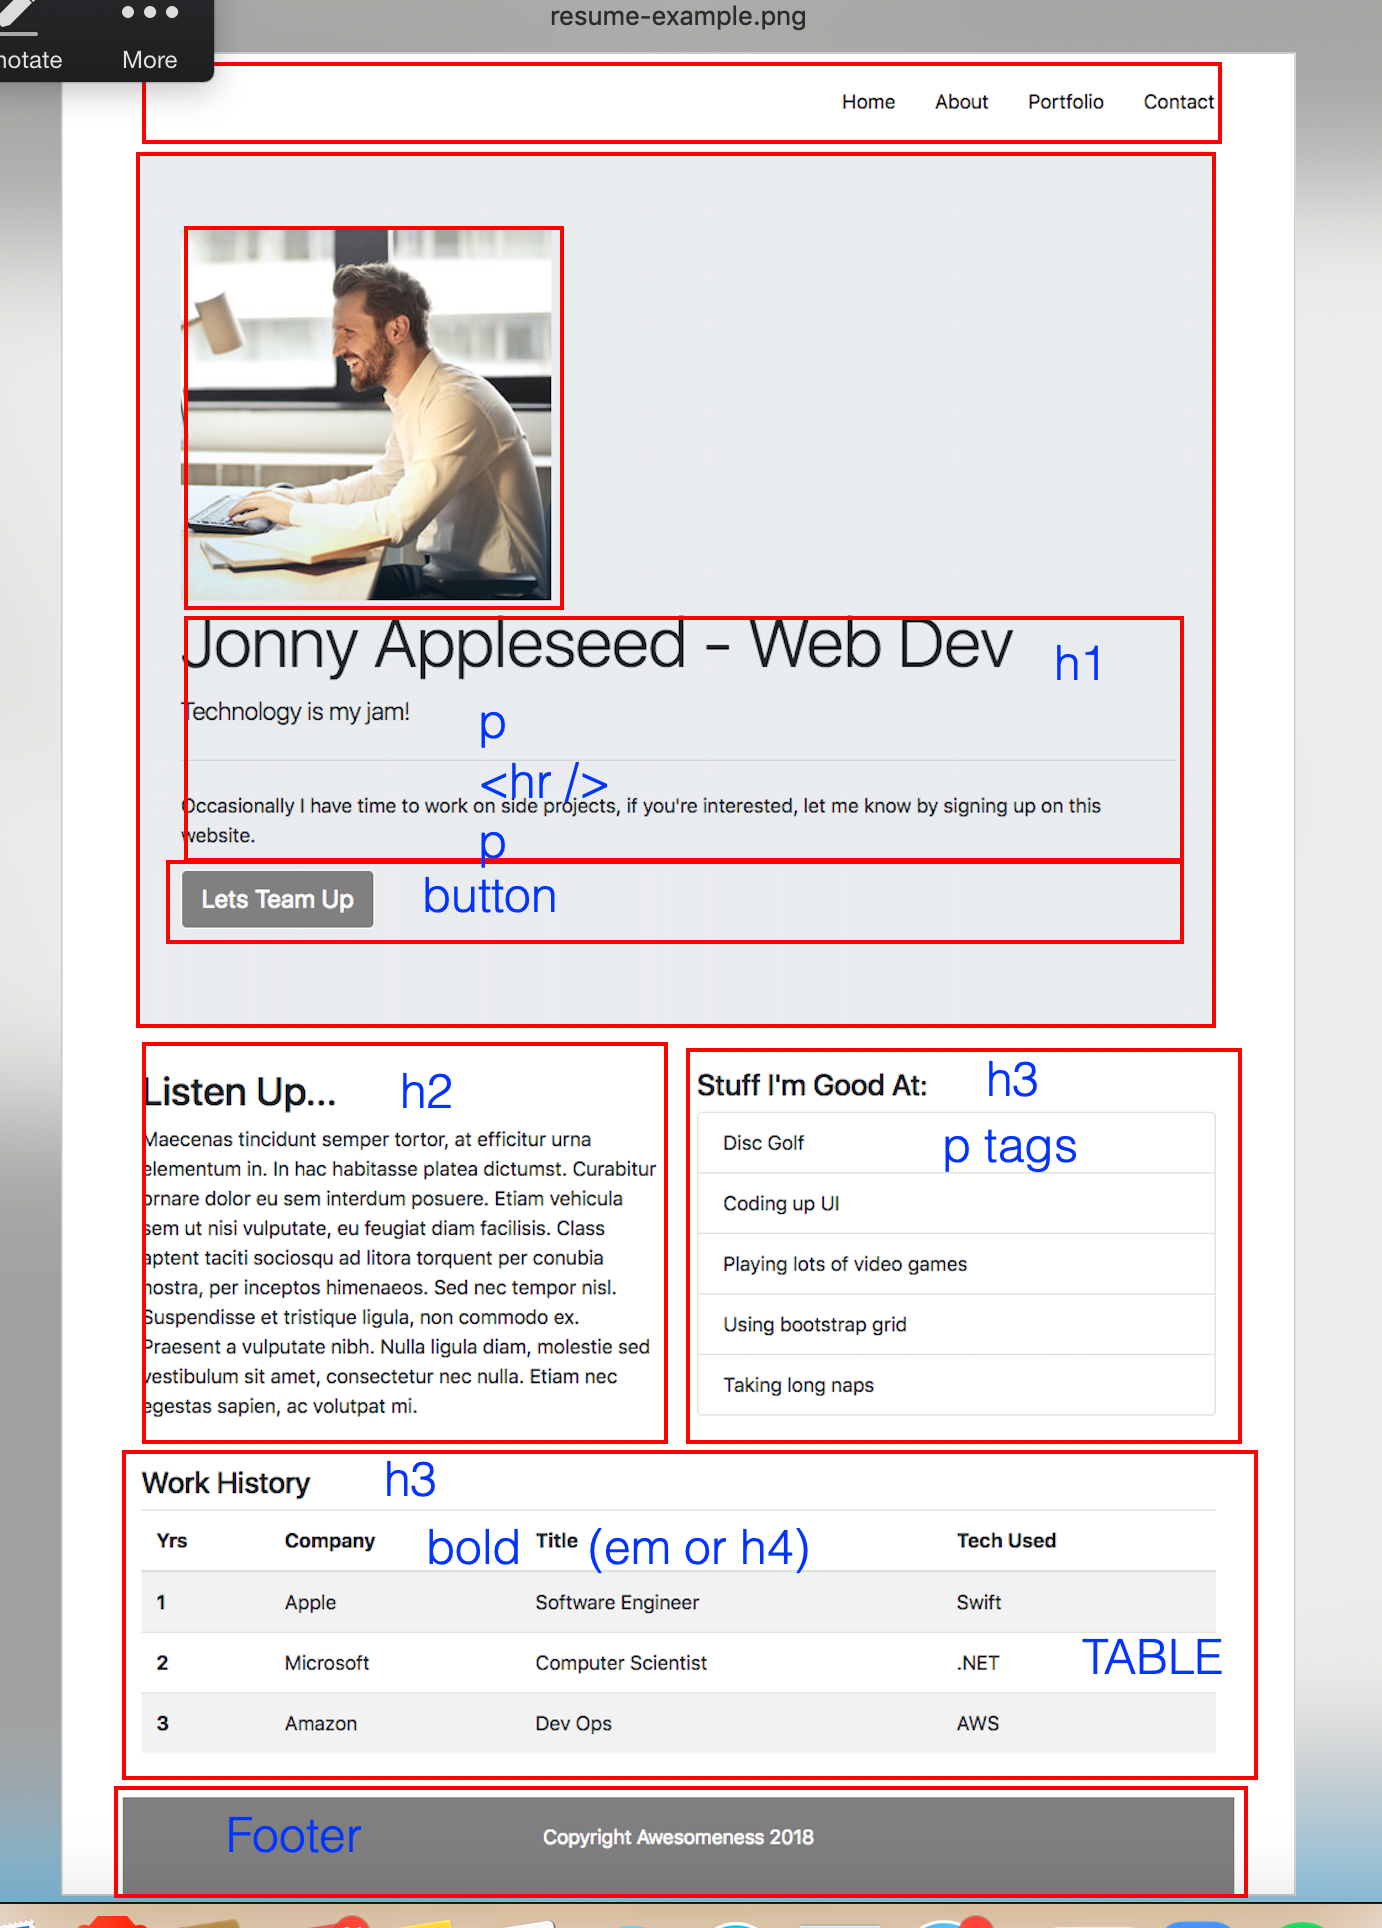 resume-example.png
notate
More
Home About Portfolio Contact
Jonny Appleseed - Web Dev h1
Technology is my jam! p
<hr />
Occasionally I have time to work on side projects, if you're interested, let me know by signing up on this
website. p
Lets Team Up button
Listen Up... h2
Maecenas tincidunt semper tortor, at efficitur urna
elementum in. In hac habitasse platea dictumst. Curabitur
ornare dolor eu sem interdum posuere. Etiam vehicula
sem ut nisi vulputate, eu feugiat diam facilisis. Class
aptent taciti sociosqu ad litora torquent per conubia
nostra, per inceptos himenaeos. Sed nec tempor nisl.
Suspendisse et tristique ligula, non commodo ex.
Praesent a vulputate nibh. Nulla ligula diam, molestie sed
vestibulum sit amet, consectetur nec nulla. Etiam nec
egestas sapien, ac volutpat mi.
Stuff I'm Good At: h3
Disc Golf p tags
Coding up UI
Playing lots of video games
Using bootstrap grid
Taking long naps
Work History h3
Yrs Company bold Title (em or h4) Tech Used
1 Apple Software Engineer Swift
2 Microsoft Computer Scientist .NET TABLE
3 Amazon Dev Ops AWS
Footer Copyright Awesomeness 2018